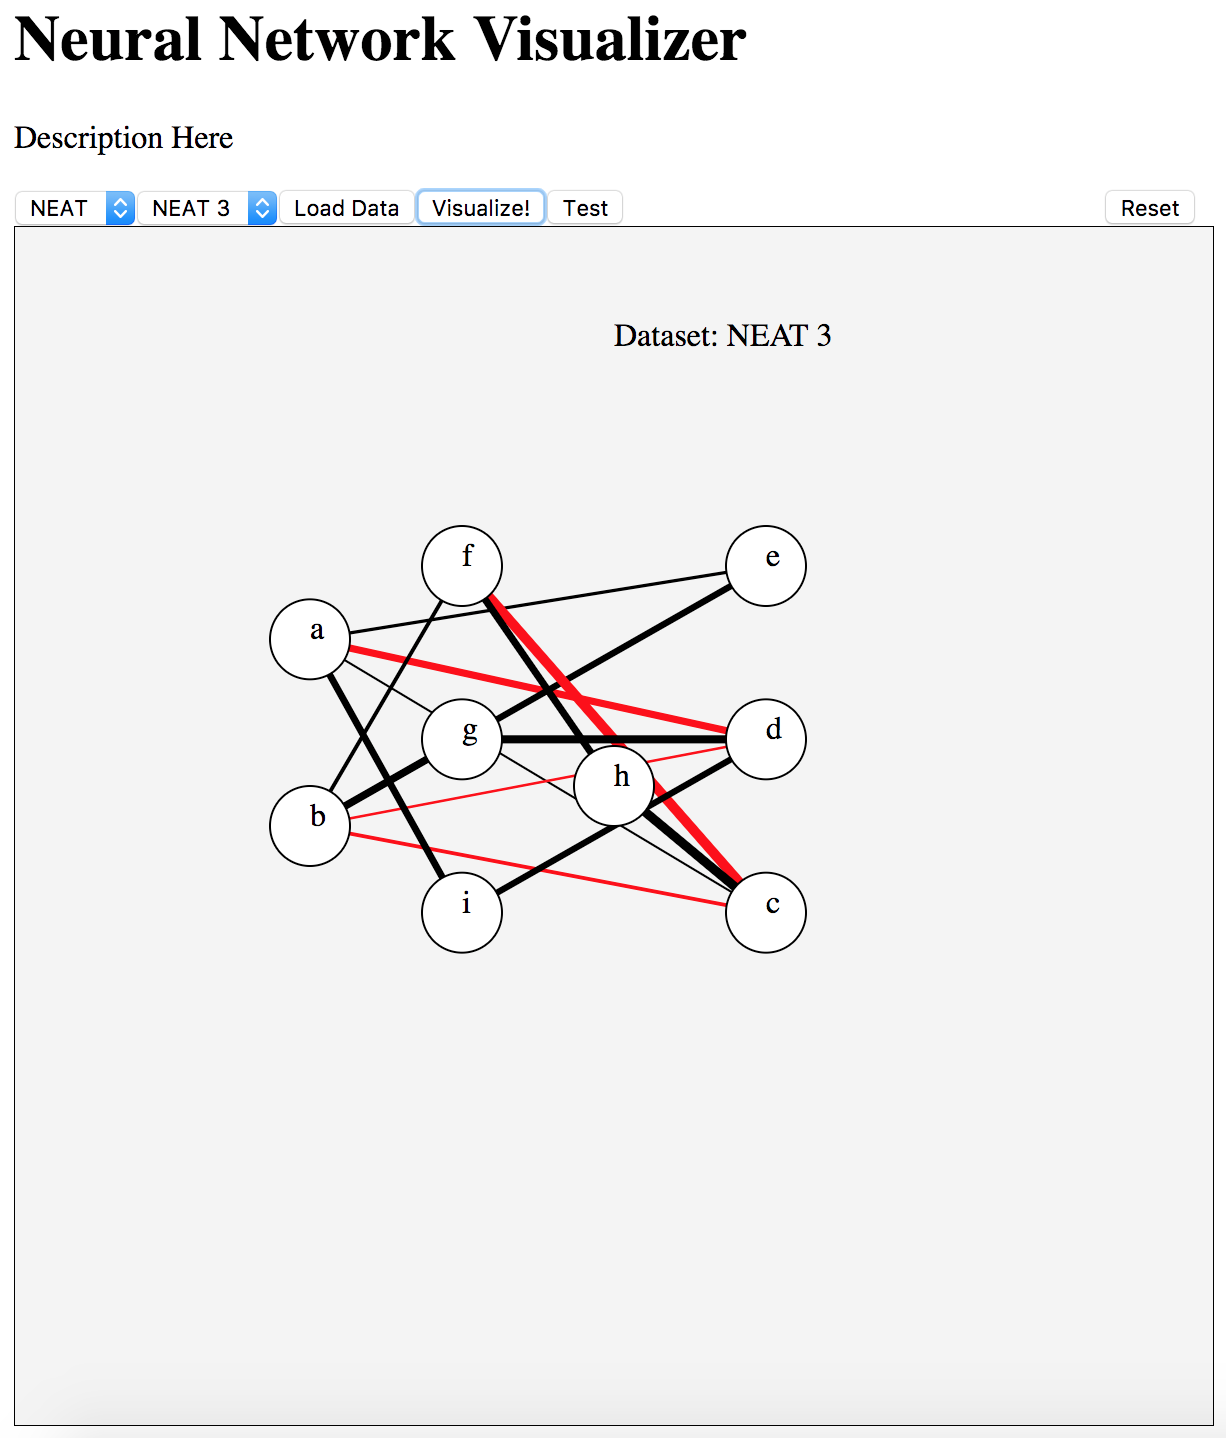 Neural Network Visualizer
Description Here
NEAT NEAT 3 Load Data Visualize! Test Reset
Dataset: NEAT 3
f e
a
g d
h
b
i c